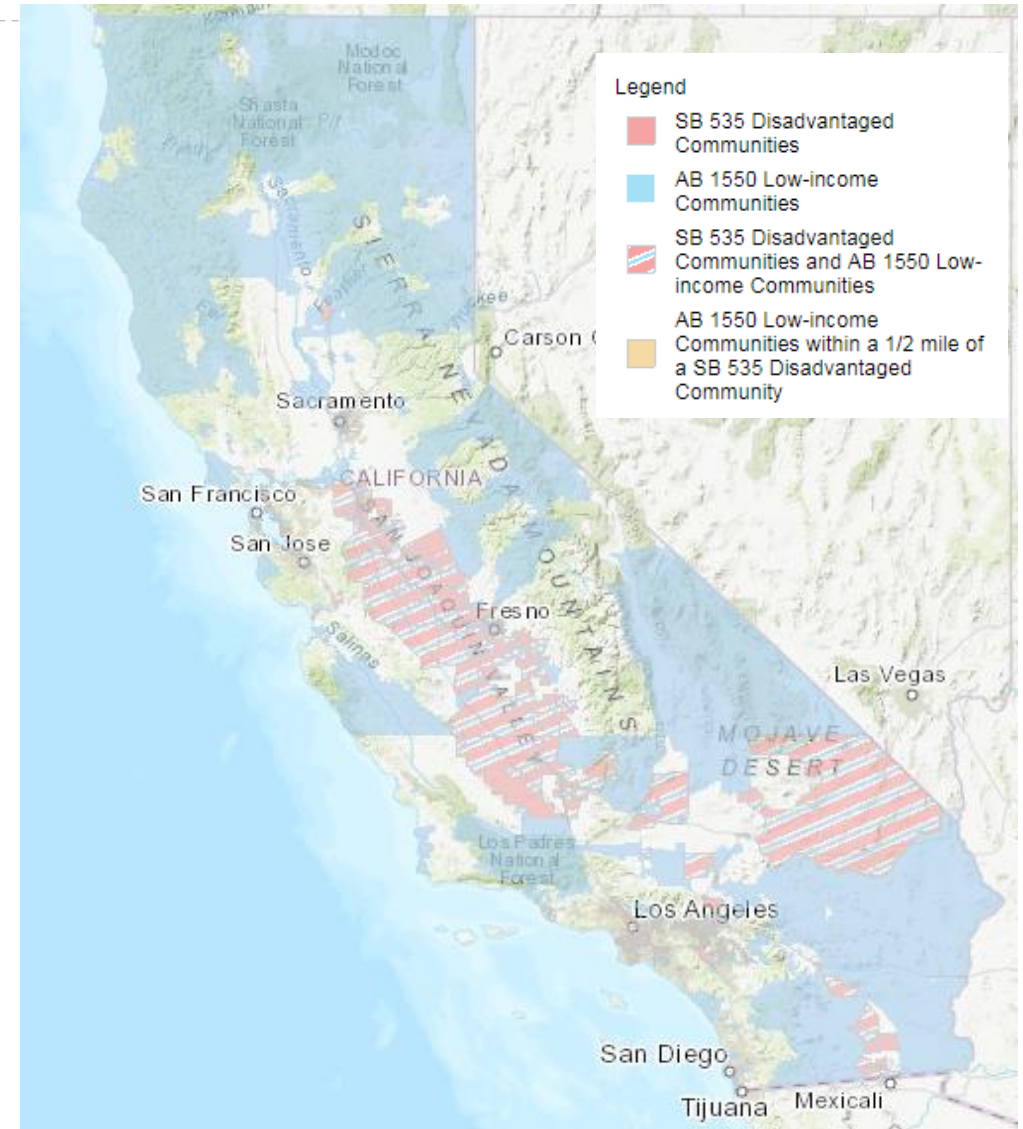 Modoc
National
Forest
Shasta
National
Forest
Sacramento
SIERRA NEVADA MOUNTAINS
Legend
SB 535 Disadvantaged
Communities
AB 1550 Low-income
Communities
SB 535 Disadvantaged
Communities and AB 1550 Low-
income Communities
AB 1550 Low-income
Communities within a 1/2 mile of
a SB 535 Disadvantaged
Community
Carson C
Sacramento
CALIFORNIA
San Francisco
San Jose
SAN JOAQUIN VALLEY
Fresno
Salinas
Las Vegas
MOJAVE
DESERT
Los Padres
National
Forest
Los Angeles
San Diego
Tijuana
Mexicali